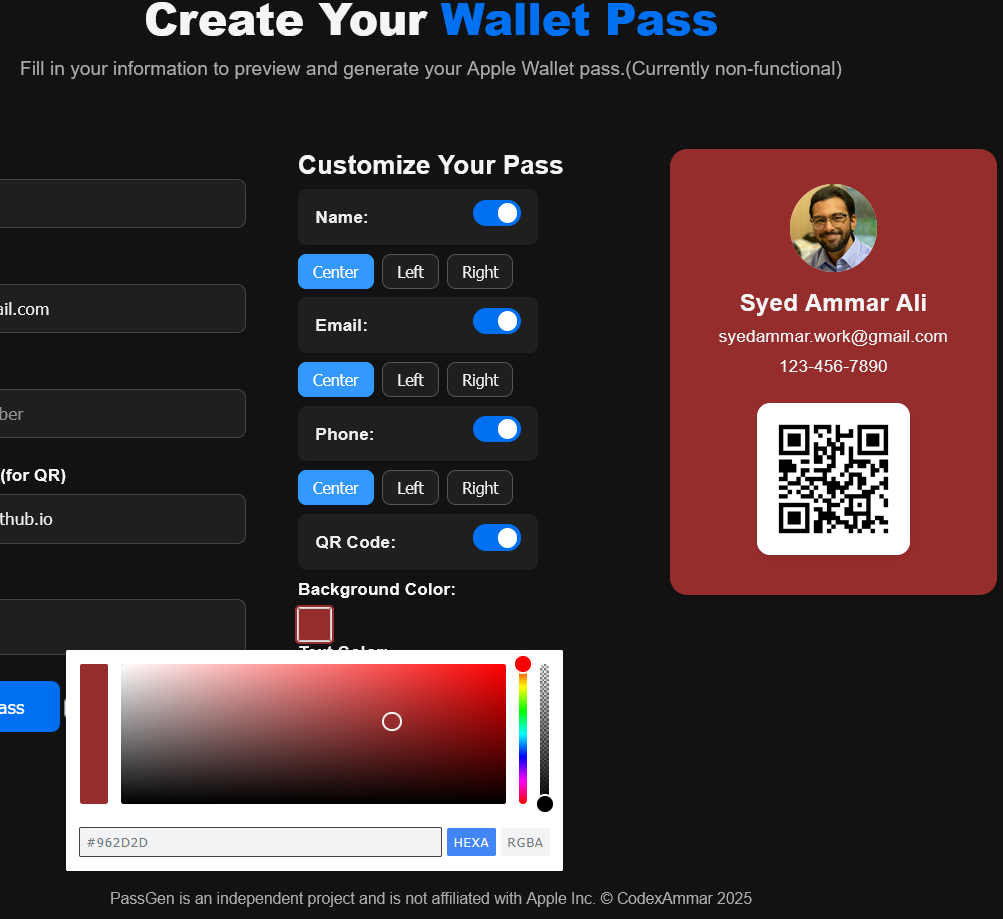 Create Your Wallet Pass
Fill in your information to preview and generate your Apple Wallet pass.(Currently non-functional)
ail.com
ber
(for QR)
thub.io
ass
Customize Your Pass
Name:
Center Left Right
Email:
Center Left Right
Phone:
Center Left Right
QR Code:
Background Color:
Text Color:
#962D2D HEXA RGBA
Syed Ammar Ali
syedammar.work@gmail.com
123-456-7890
PassGen is an independent project and is not affiliated with Apple Inc. © CodexAmmar 2025